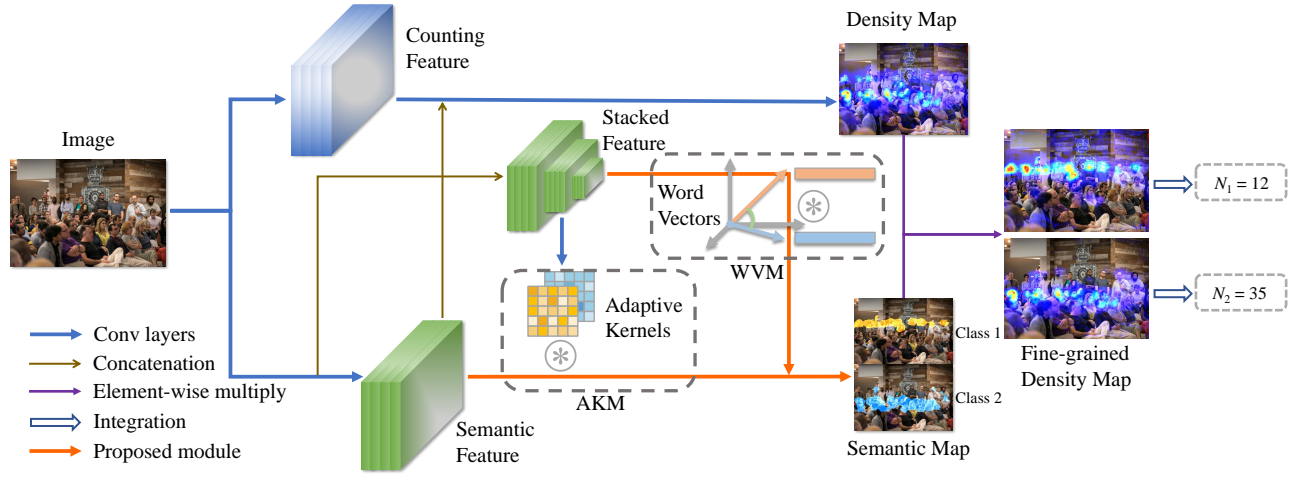 Image
Counting
Feature
Density Map
Stacked
Feature
Word
Vectors
WVM
Adaptive
Kernels
AKM
Semantic
Feature
Class 1
Class 2
Semantic Map
Fine-grained
Density Map
N₁ = 12
N₂ = 35
Conv layers
Concatenation
Element-wise multiply
Integration
Proposed module